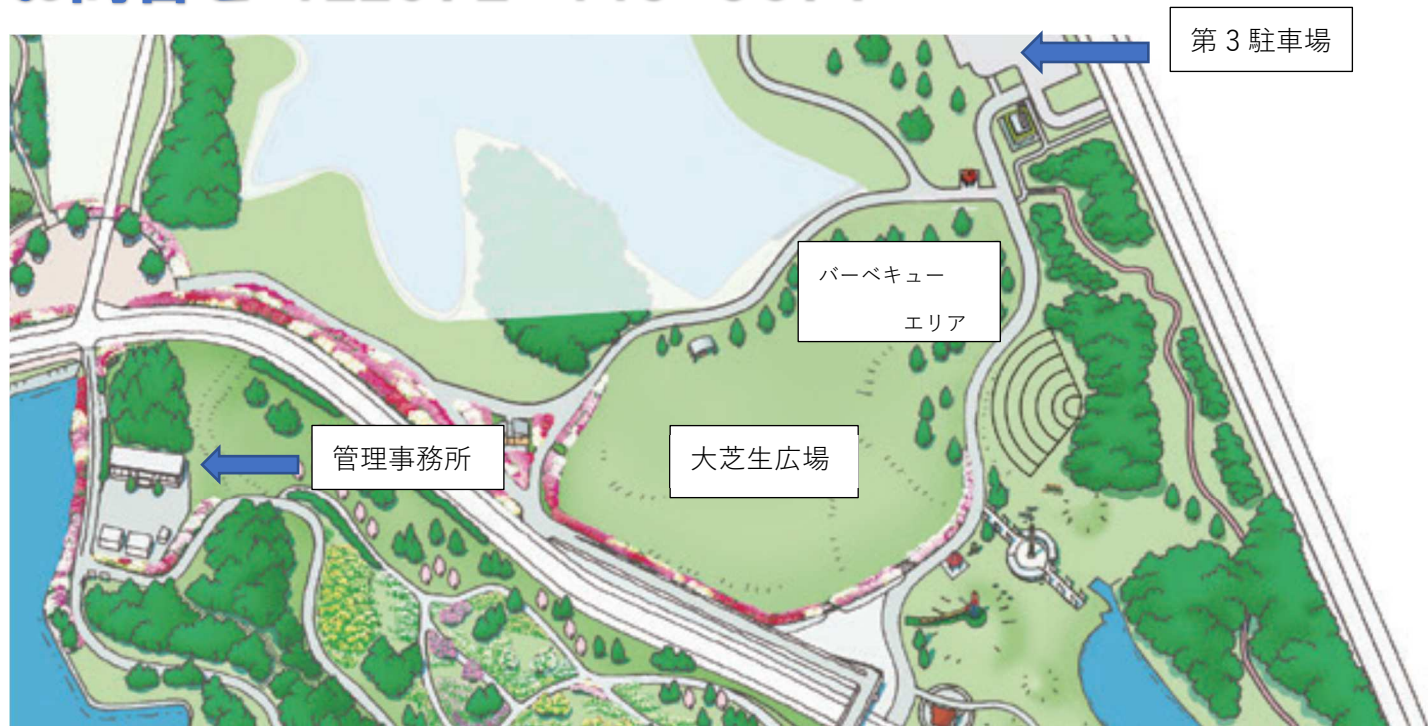 第3駐車場
バーベキュー
エリア
管理事務所
大芝生広場